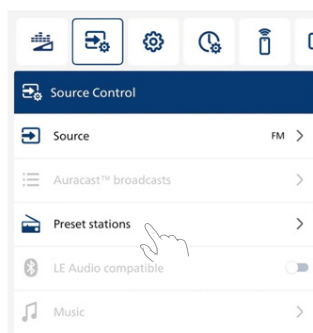 Source Control
Source FM
Auracast™ broadcasts
Preset stations
LE Audio compatible
Music